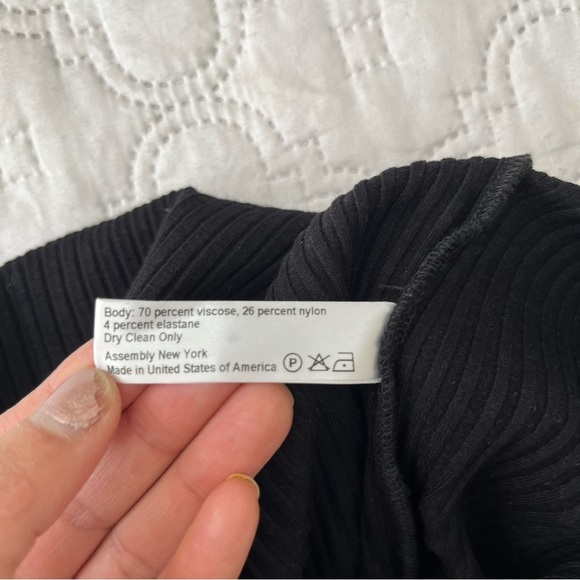 Body: 70 percent viscose, 26 percent nylon
4 percent elastane
Dry Clean Only
Assembly New York
Made in United States of America P